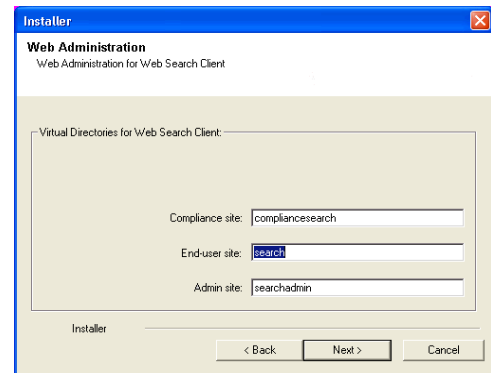 Installer
Web Administration
Web Administration for Web Search Client
Virtual Directories for Web Search Client:
Compliance site: compliancesearch
End-user site: search
Admin site: searchadmin
Installer
< Back Next > Cancel